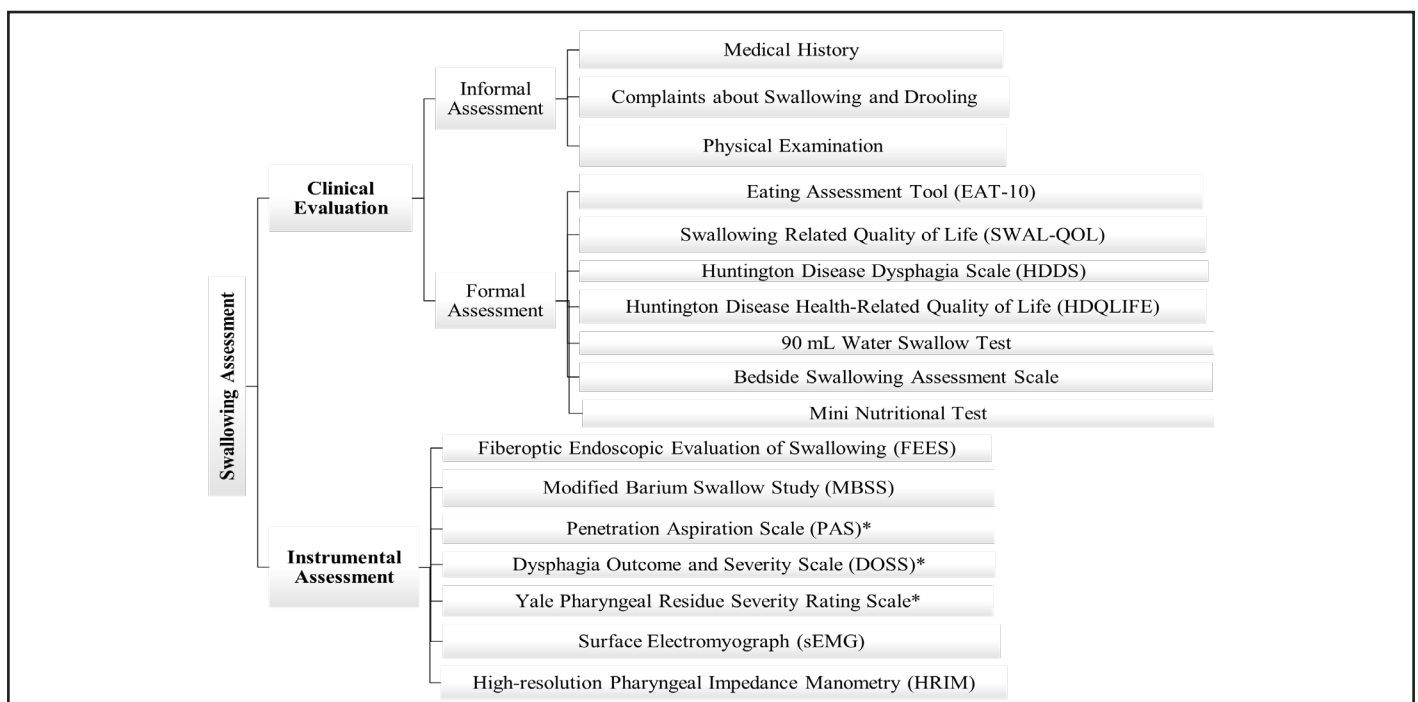 Swallowing Assessment
Clinical
Evaluation
Informal
Assessment
Medical History
Complaints about Swallowing and Drooling
Physical Examination
Formal
Assessment
Eating Assessment Tool (EAT-10)
Swallowing Related Quality of Life (SWAL-QOL)
Huntington Disease Dysphagia Scale (HDDS)
Huntington Disease Health-Related Quality of Life (HDQLIFE)
90 mL Water Swallow Test
Bedside Swallowing Assessment Scale
Mini Nutritional Test
Instrumental
Assessment
Fiberoptic Endoscopic Evaluation of Swallowing (FEES)
Modified Barium Swallow Study (MBSS)
Penetration Aspiration Scale (PAS)*
Dysphagia Outcome and Severity Scale (DOSS)*
Yale Pharyngeal Residue Severity Rating Scale*
Surface Electromyograph (sEMG)
High-resolution Pharyngeal Impedance Manometry (HRIM)